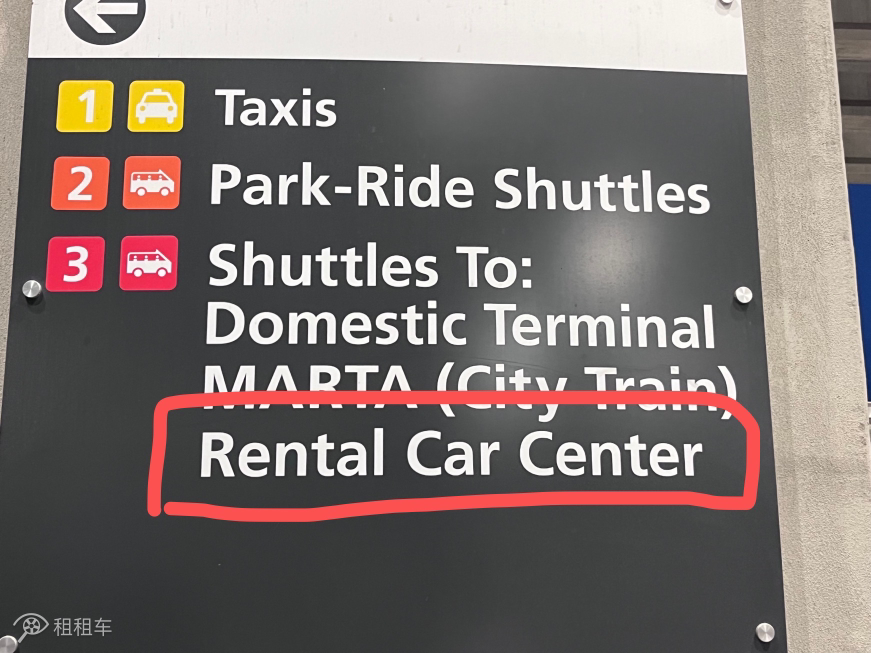 1 Taxis
2 Park-Ride Shuttles
3 Shuttles To:
Domestic Terminal
MARTA (City Train)
Rental Car Center
租租车